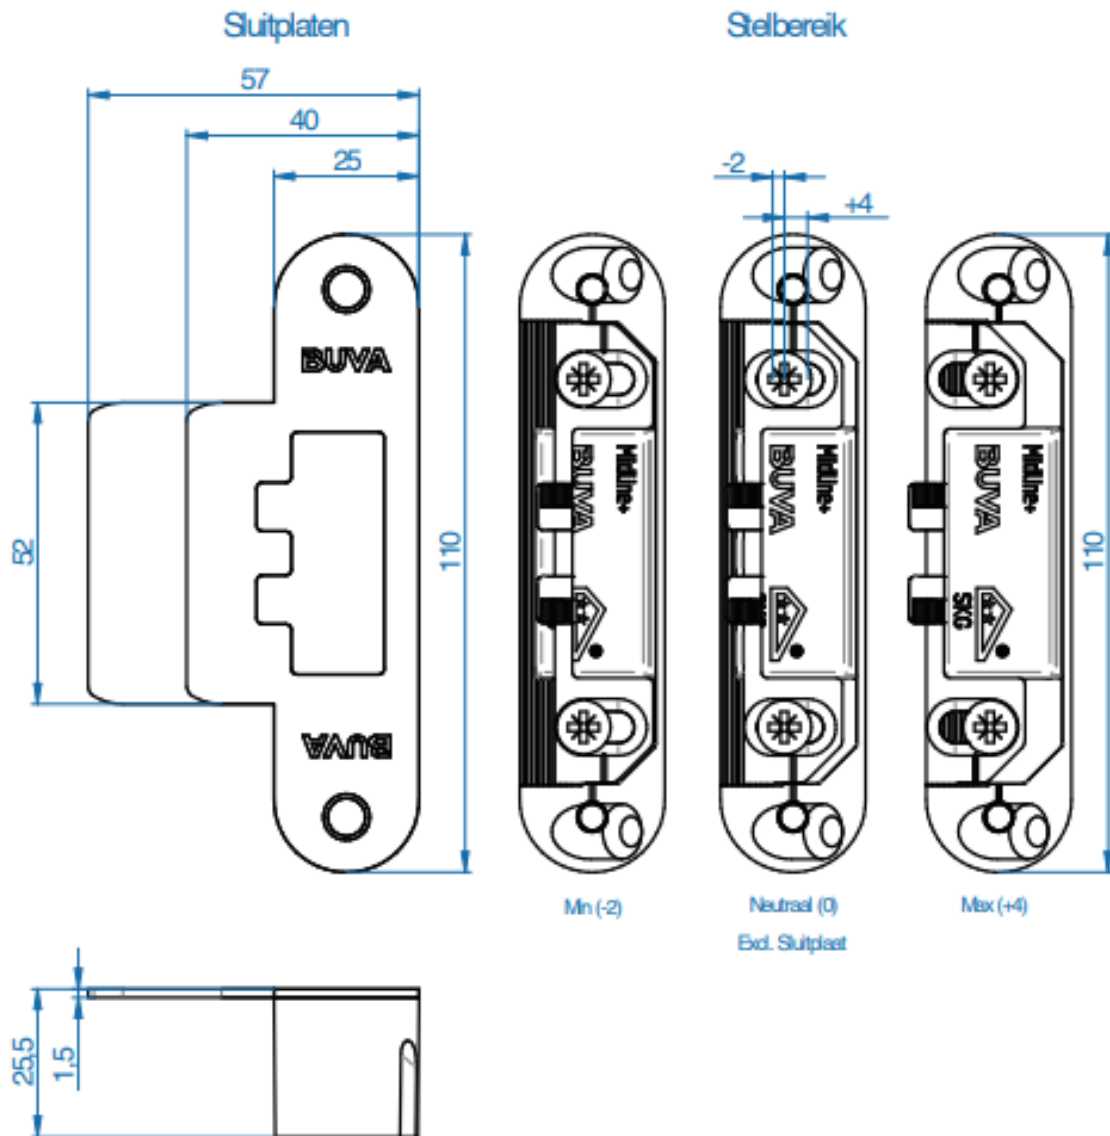 Sluitplaten
Stelbereik
57
40
25
-2
+4
BUVA
52
110
BUVA
Midline+
BUVA
Midline+
BUVA
Midline+
BUVA
SKG
110
Min (-2)
Neutraal (0)
Max (+4)
Excl. Sluitplaat
25,5
1,5